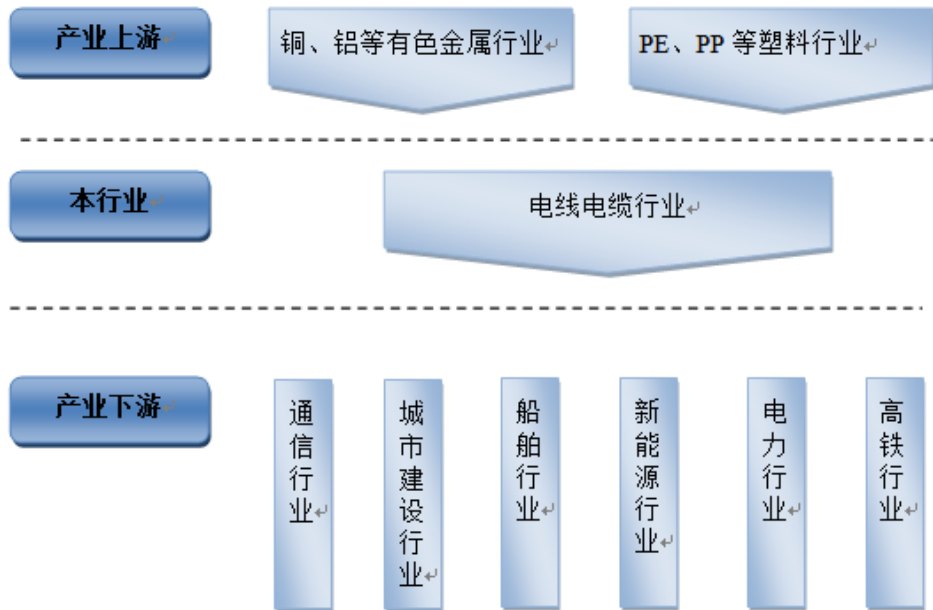 产业上游
铜、铝等有色金属行业
PE、PP 等塑料行业
本行业
电线电缆行业
产业下游
通信行业
城市建设行业
船舶行业
新能源行业
电力行业
高铁行业